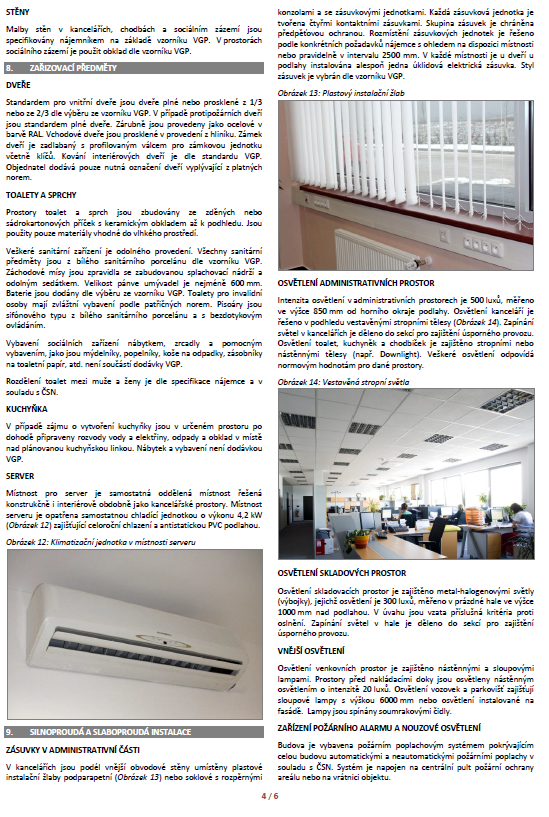 STĚNY
Malby stěn v kancelářích, chodbách a sociálním zázemí jsou
specifikovány nájemníkem na základě vzorníku VGP. V prostorách
sociálního zázemí je použit obklad dle vzorníku VGP.
8. ZAŘIZOVACÍ PŘEDMĚTY
DVEŘE
Standardem pro vnitřní dveře jsou dveře plné nebo prosklené z 1/3
nebo ze 2/3 dle výběru ze vzorníku VGP. V případě protipožárních dveří
jsou standardem plné dveře. Zárubně jsou provedeny jako ocelové v
barvě RAL. Vchodové dveře jsou prosklené v provedení z hliníku. Zámek
dveří je zadlabaný s profilovaným válcem pro zámkovou jednotku
včetně klíčů. Kování interiérových dveří je dle standardu VGP.
Objednatel dodává pouze nutná označení dveří vyplývající z platných
norem.
TOALETY A SPRCHY
Prostory toalet a sprch jsou zbudovány ze zděných nebo
sádrokartonových příček s keramickým obkladem až k podhledu. Jsou
použity pouze materiály vhodné do vlhkého prostředí.
Veškeré sanitární zařízení je odolného provedení. Všechny sanitární
předměty jsou z bílého sanitárního porcelánu dle vzorníku VGP.
Záchodové mísy jsou zpravidla se zabudovanou splachovací nádrží a
odolným sedátkem. Velikost pánve umývadel je nejméně 600 mm.
Baterie jsou dodány dle výběru ze vzorníku VGP. Toalety pro invalidní
osoby mají zvláštní vybavení podle patřičných norem. Pisoáry jsou
sifónového typu z bílého sanitárního porcelánu a s bezdotykovým
ovládáním.
Vybavení sociálních zařízení nábytkem, zrcadly a pomocným
vybavením, jako jsou mýdelníky, popelníky, koše na odpadky, zásobníky
na toaletní papír, atd. není součástí dodávky VGP.
Rozdělení toalet mezi muže a ženy je dle specifikace nájemce a v
souladu s ČSN.
KUCHYŇKA
V případě zájmu o vytvoření kuchyňky jsou v určeném prostoru po
dohodě připraveny rozvody vody a elektřiny, odpady a obklad v místě
nad plánovanou kuchyňskou linkou. Nábytek a vybavení není dodávkou
VGP.
SERVER
Místnost pro server je samostatná oddělená místnost řešená
konstrukčně i interiérově obdobně jako kancelářské prostory. Místnost
serveru je opatřena samostatnou chladící jednotkou o výkonu 4,2 kW
(Obrázek 12) zajišťující celoroční chlazení a antistatickou PVC podlahou.
Obrázek 12: Klimatizační jednotka v místnosti serveru
9. SILNOPROUDÁ A SLABOPROUDÁ INSTALACE
ZÁSUVKY V ADMINISTRATIVNÍ ČÁSTI
V kancelářích jsou podél vnější obvodové stěny umístěny plastové
instalační žlaby podparapetní (Obrázek 13) nebo soklové s rozpěrnými
konzolami a se zásuvkovými jednotkami. Každá zásuvková jednotka je
tvořena čtyřmi kontaktními zásuvkami. Skupina zásuvek je chráněna
předpěťovou ochranou. Rozmístění zásuvkových jednotek je řešeno
podle konkrétních požadavků nájemce s ohledem na dispozici místnosti
nebo pravidelně v intervalu 2500 mm. V každé místnosti je u dveří u
podlahy instalována alespoň jedna úklidová elektrická zásuvka. Styl
zásuvek je vybrán dle vzorníku VGP.
Obrázek 13: Plastový instalační žlab
OSVĚTLENÍ ADMINISTRATIVNÍCH PROSTOR
Intenzita osvětlení v administrativních prostorech je 500 luxů, měřeno
ve výšce 850 mm od horního okraje podlahy. Osvětlení kanceláří je
řešeno v podhledu vestavěnými stropními tělesy (Obrázek 14). Zapínání
světel v kancelářích je děleno do sekcí pro zajištění úsporného provozu.
Osvětlení toalet, kuchyněk a chodbiček je zajištěno stropními nebo
nástěnnými tělesy (např. Downlight). Veškeré osvětlení odpovídá
normovým hodnotám pro dané prostory.
Obrázek 14: Vestavěná stropní světla
OSVĚTLENÍ SKLADOVÝCH PROSTOR
Osvětlení skladovacích prostor je zajištěno metal-halogenovými světly
(výbojky), jejichž osvětlení je 300 luxů, měřeno v prázdné hale ve výšce
1000 mm nad podlahou. V úvahu jsou vzata příslušná kritéria proti
oslnění. Zapínání světel v hale je děleno do sekcí pro zajištění
úsporného provozu.
VNĚJŠÍ OSVĚTLENÍ
Osvětlení venkovních prostor je zajištěno nástěnnými a sloupovými
lampami. Prostory před nakládacími doky jsou osvětleny nástěnným
osvětlením o intenzitě 20 luxů. Osvětlení vozovek a parkovišť zajišťují
sloupové lampy s výškou 6000 mm nebo osvětlení instalované na
fasádě. Lampy jsou spínány soumrakovými čidly.
ZAŘÍZENÍ POŽÁRNÍHO ALARMU A NOUZOVÉ OSVĚTLENÍ
Budova je vybavena požárním poplachovým systémem pokrývajícím
celou budovu automatickými a neautomatickými požárními poplachy v
souladu s ČSN. Systém je napojen na centrální pult požární ochrany
areálu nebo na vrátnici objektu.
4 / 6